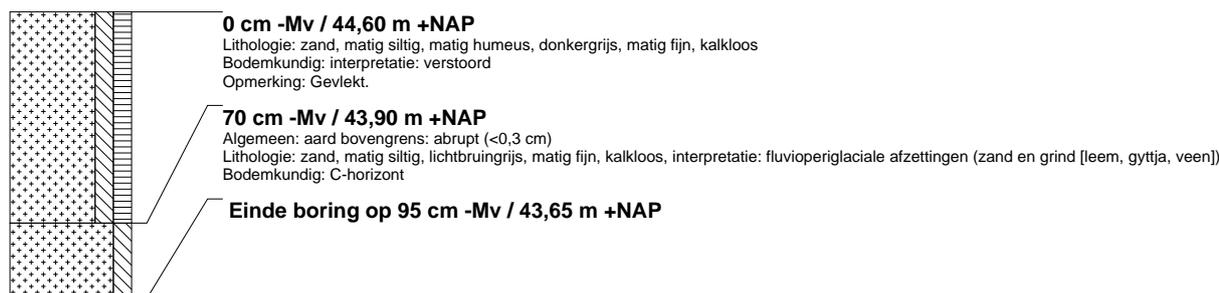 0 cm -Mv / 44,60 m +NAP
Lithologie: zand, matig siltig, matig humeus, donkergrijs, matig fijn, kalkloos
Bodemkundig: interpretatie: verstoord
Opmerking: Gevlekt.
70 cm -Mv / 43,90 m +NAP
Algemeen: aard bovengrens: abrupt (<0,3 cm)
Lithologie: zand, matig siltig, lichtbruingrijs, matig fijn, kalkloos, interpretatie: fluvioperiglaciale afzettingen (zand en grind [leem, gyttja, veen])
Bodemkundig: C-horizont
Einde boring op 95 cm -Mv / 43,65 m +NAP